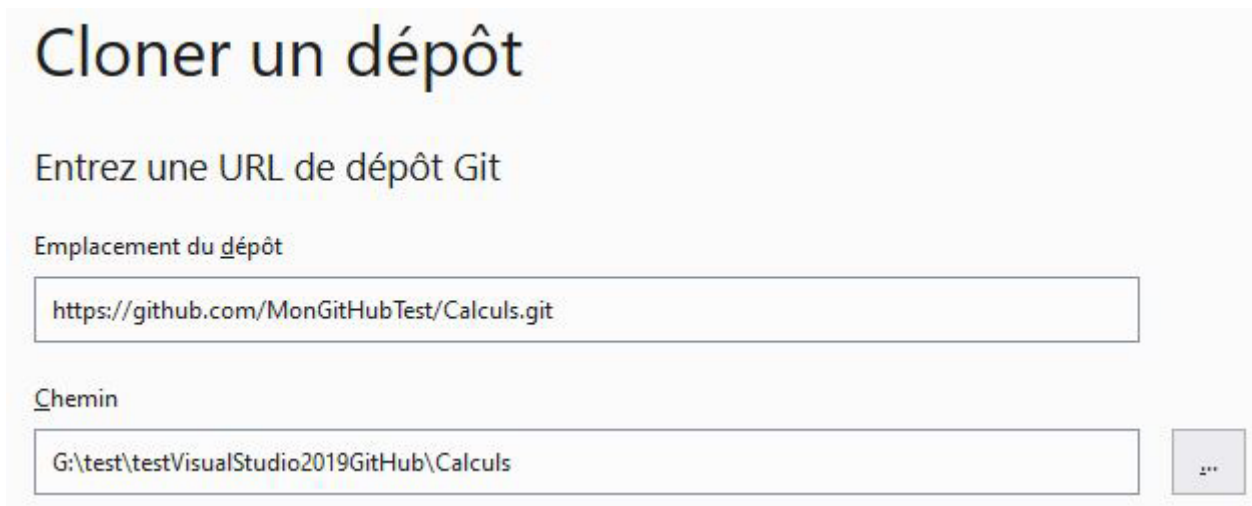 Cloner un dépôt
Entrez une URL de dépôt Git
Emplacement du dépôt
https://github.com/MonGitHubTest/Calculs.git
Chemin
G:\test\testVisualStudio2019GitHub\Calculs
...